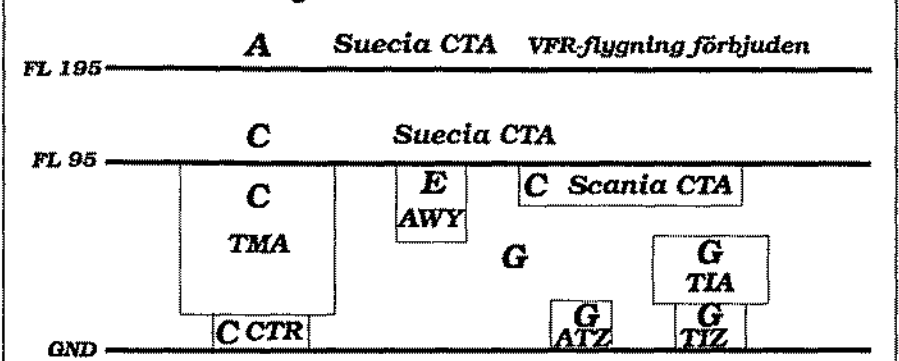 A Suecia CTA VFR-flygning förbjuden
FL 195
C Suecia CTA
FL 95
C E C Scania CTA
TMA AWY
G G
TIA
C CTR G G
ATZ TIZ
GND